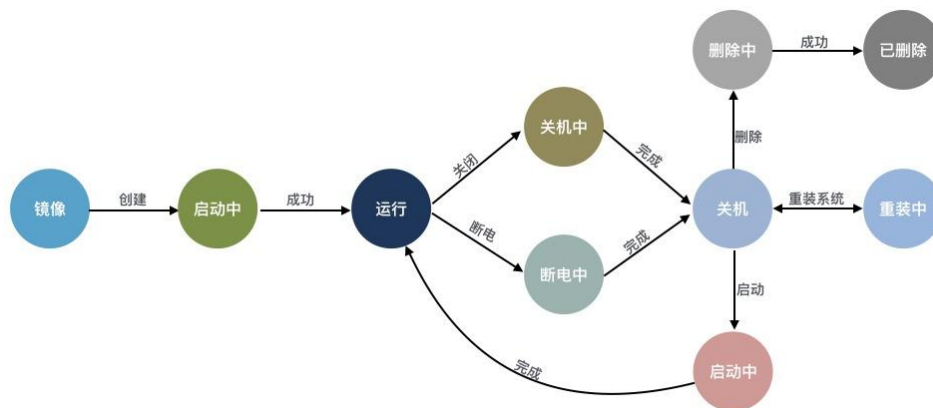 删除中
成功
已删除
关机中
关闭
完成
删除
镜像
创建
启动中
成功
运行
关机
重装系统
重装中
断电
断电中
完成
启动
启动中
完成